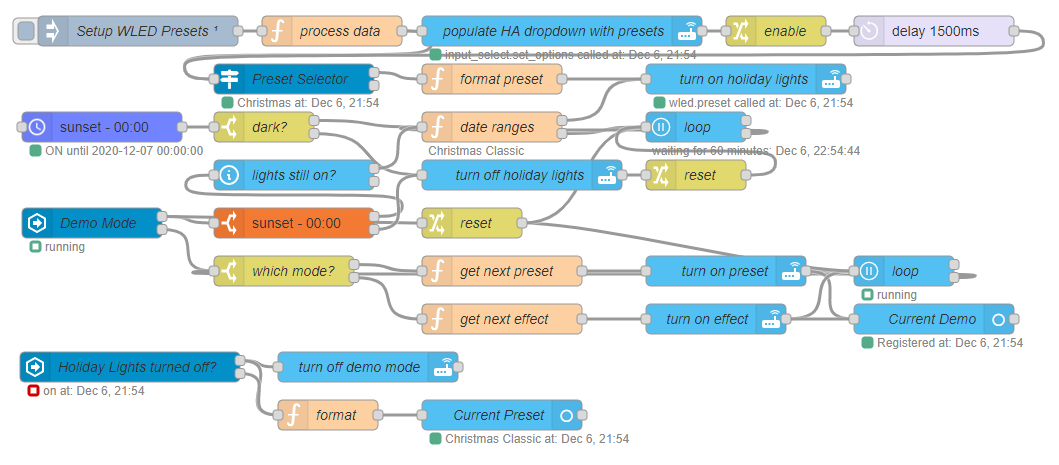 Setup WLED Presets ¹
process data
populate HA dropdown with presets
enable
delay 1500ms
input_select.set_options called at: Dec 6, 21:54
Preset Selector
format preset
turn on holiday lights
Christmas at: Dec 6, 21:54
wled.preset called at: Dec 6, 21:54
sunset - 00:00
dark?
date ranges
loop
ON until 2020-12-07 00:00:00
Christmas Classic
waiting for 60 minutes: Dec 6, 22:54:44
lights still on?
turn off holiday lights
reset
Demo Mode
sunset - 00:00
reset
running
which mode?
get next preset
turn on preset
loop
running
get next effect
turn on effect
Current Demo
Registered at: Dec 6, 21:54
Holiday Lights turned off?
turn off demo mode
on at: Dec 6, 21:54
format
Current Preset
Christmas Classic at: Dec 6, 21:54